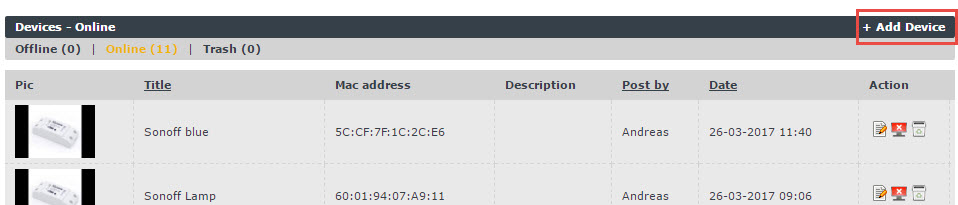 Devices - Online + Add Device
Offline (0) | Online (11) | Trash (0)
Pic Title Mac address Description Post by Date Action
Sonoff blue 5C:CF:7F:1C:2C:E6 Andreas 26-03-2017 11:40
Sonoff Lamp 60:01:94:07:A9:11 Andreas 26-03-2017 09:06